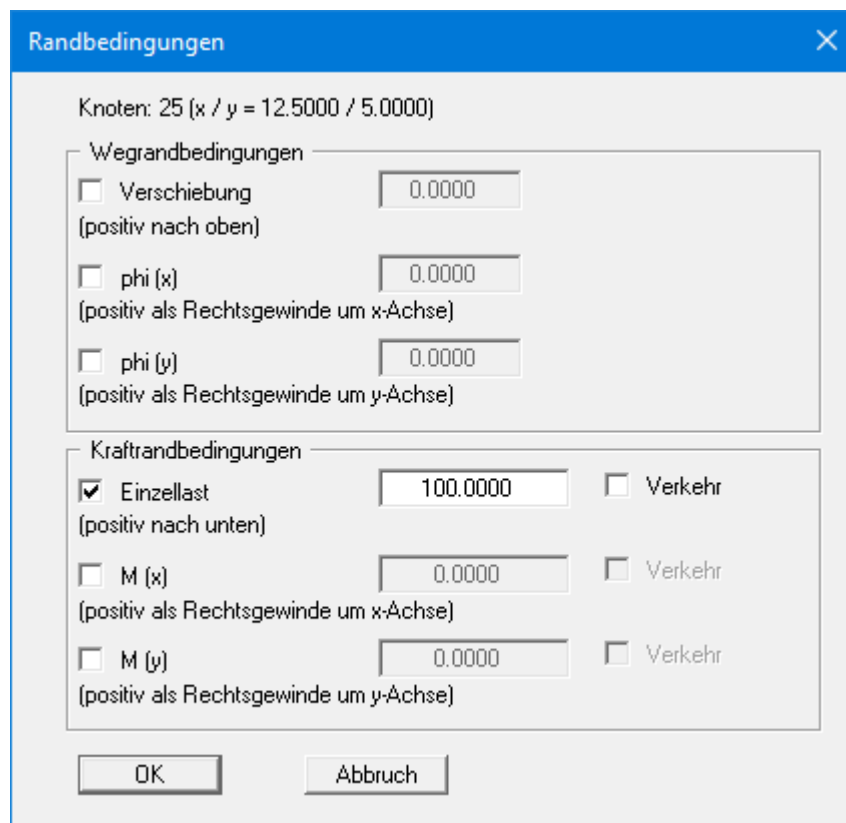 Randbedingungen
Knoten: 25 (x / y = 12.5000 / 5.0000)
Wegrandbedingungen
Verschiebung 0.0000
(positiv nach oben)
phi (x) 0.0000
(positiv als Rechtsgewinde um x-Achse)
phi (y) 0.0000
(positiv als Rechtsgewinde um y-Achse)
Kraftrandbedingungen
Einzellast 100.0000 Verkehr
(positiv nach unten)
M (x) 0.0000 Verkehr
(positiv als Rechtsgewinde um x-Achse)
M (y) 0.0000 Verkehr
(positiv als Rechtsgewinde um y-Achse)
OK Abbruch